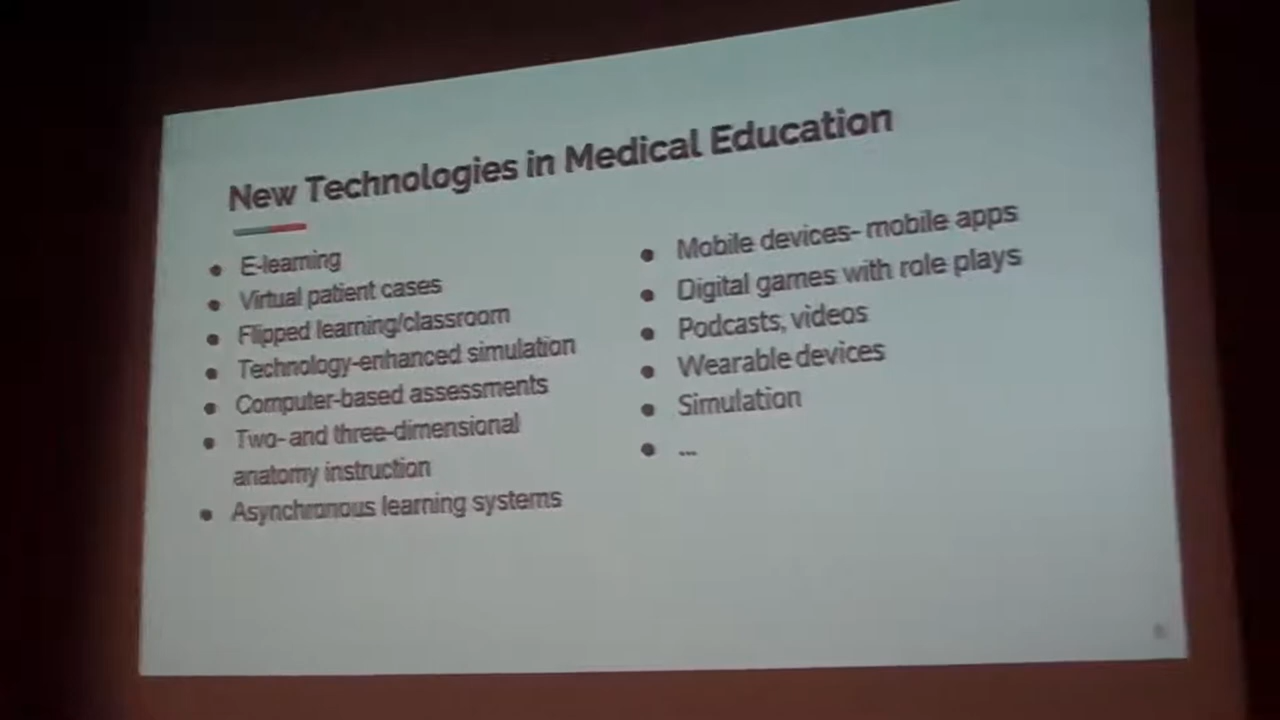 New Technologies in Medical Education
● E-learning
● Virtual patient cases
● Flipped learning/classroom
● Technology-enhanced simulation
● Computer-based assessments
● Two- and three-dimensional
anatomy instruction
● Asynchronous learning systems
● Mobile devices- mobile apps
● Digital games with role plays
● Podcasts, videos
● Wearable devices
● Simulation
● ...